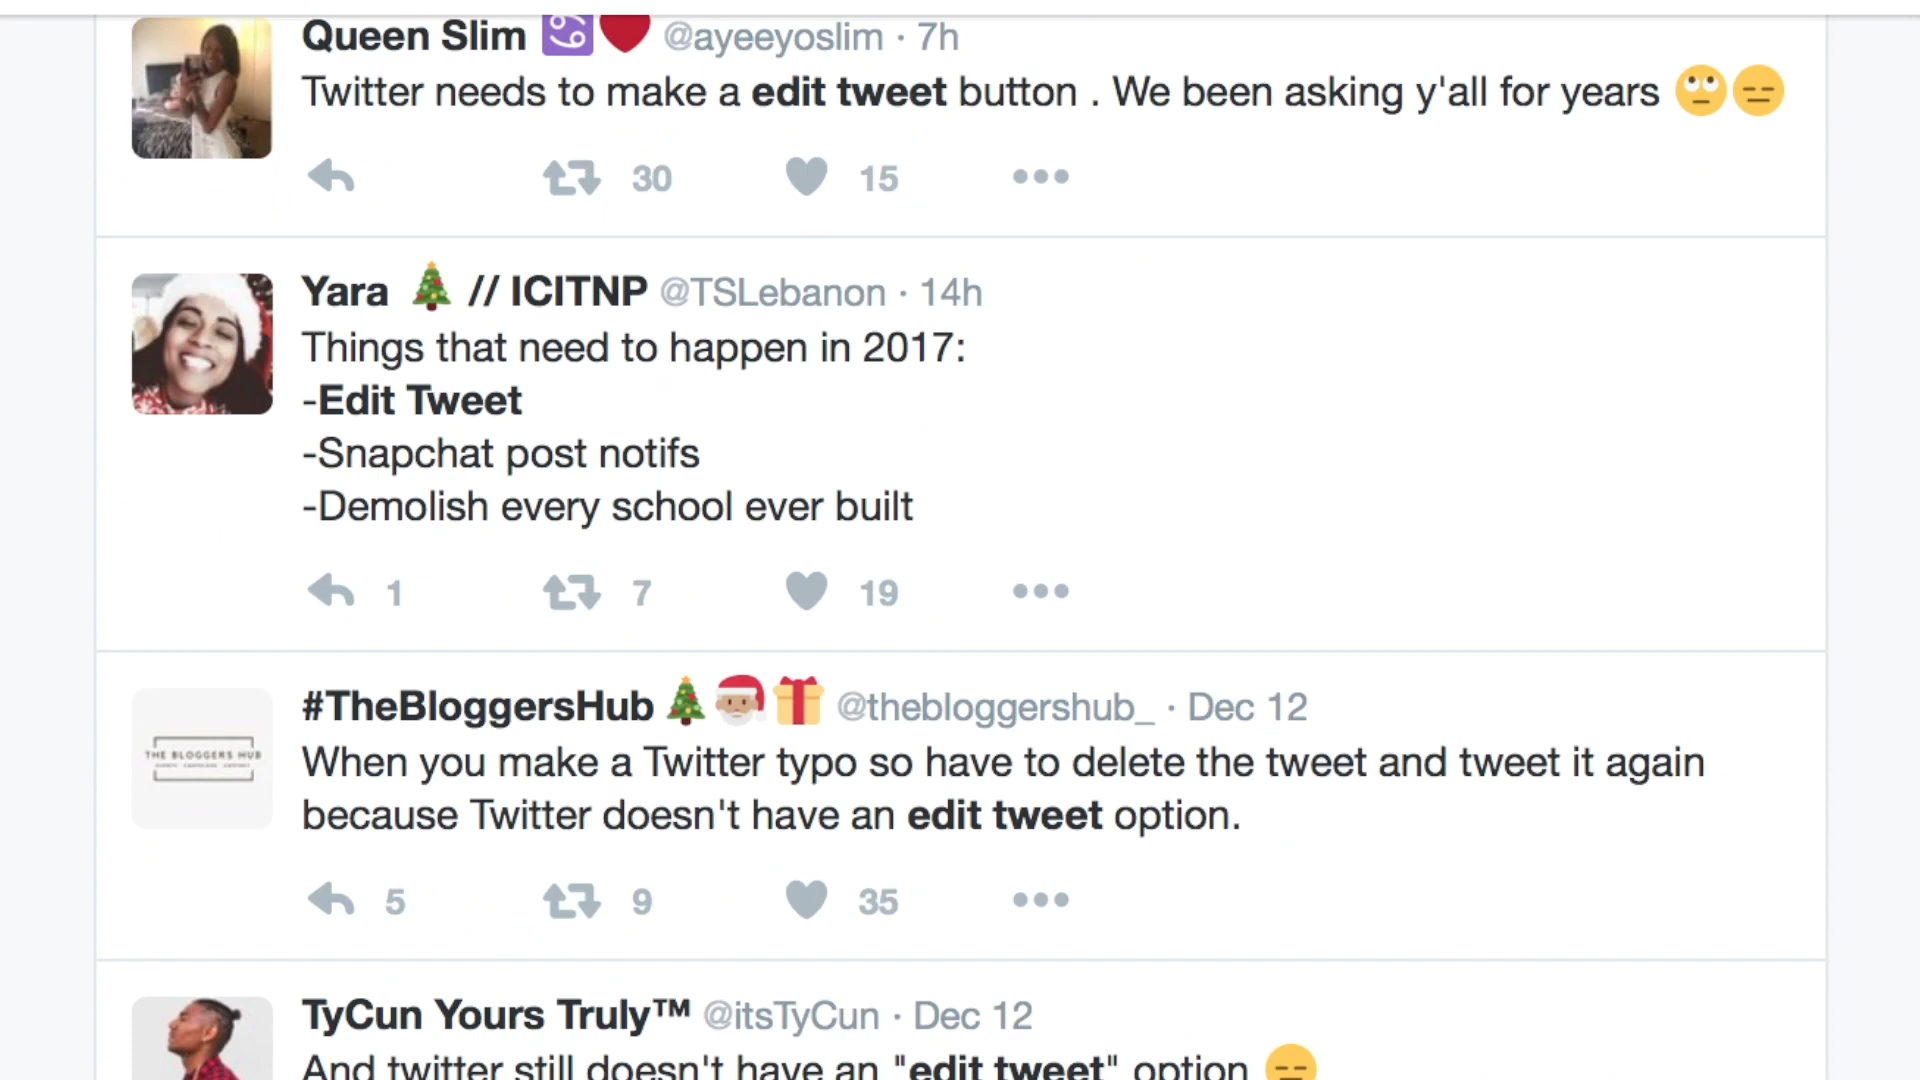 Queen Slim ♋❤ @ayeeyoslim · 7h
Twitter needs to make a edit tweet button . We been asking y'all for years 🙄😑
30 15
Yara 🎄 // ICITNP @TSLebanon · 14h
Things that need to happen in 2017:
-Edit Tweet
-Snapchat post notifs
-Demolish every school ever built
1 7 19
#TheBloggersHub 🎄🎅🏼🎁 @thebloggershub_ · Dec 12
THE BLOGGERS HUB
When you make a Twitter typo so have to delete the tweet and tweet it again
because Twitter doesn't have an edit tweet option.
5 9 35
TyCun Yours Truly™ @itsTyCun · Dec 12
And twitter still doesn't have an "edit tweet" option 😑